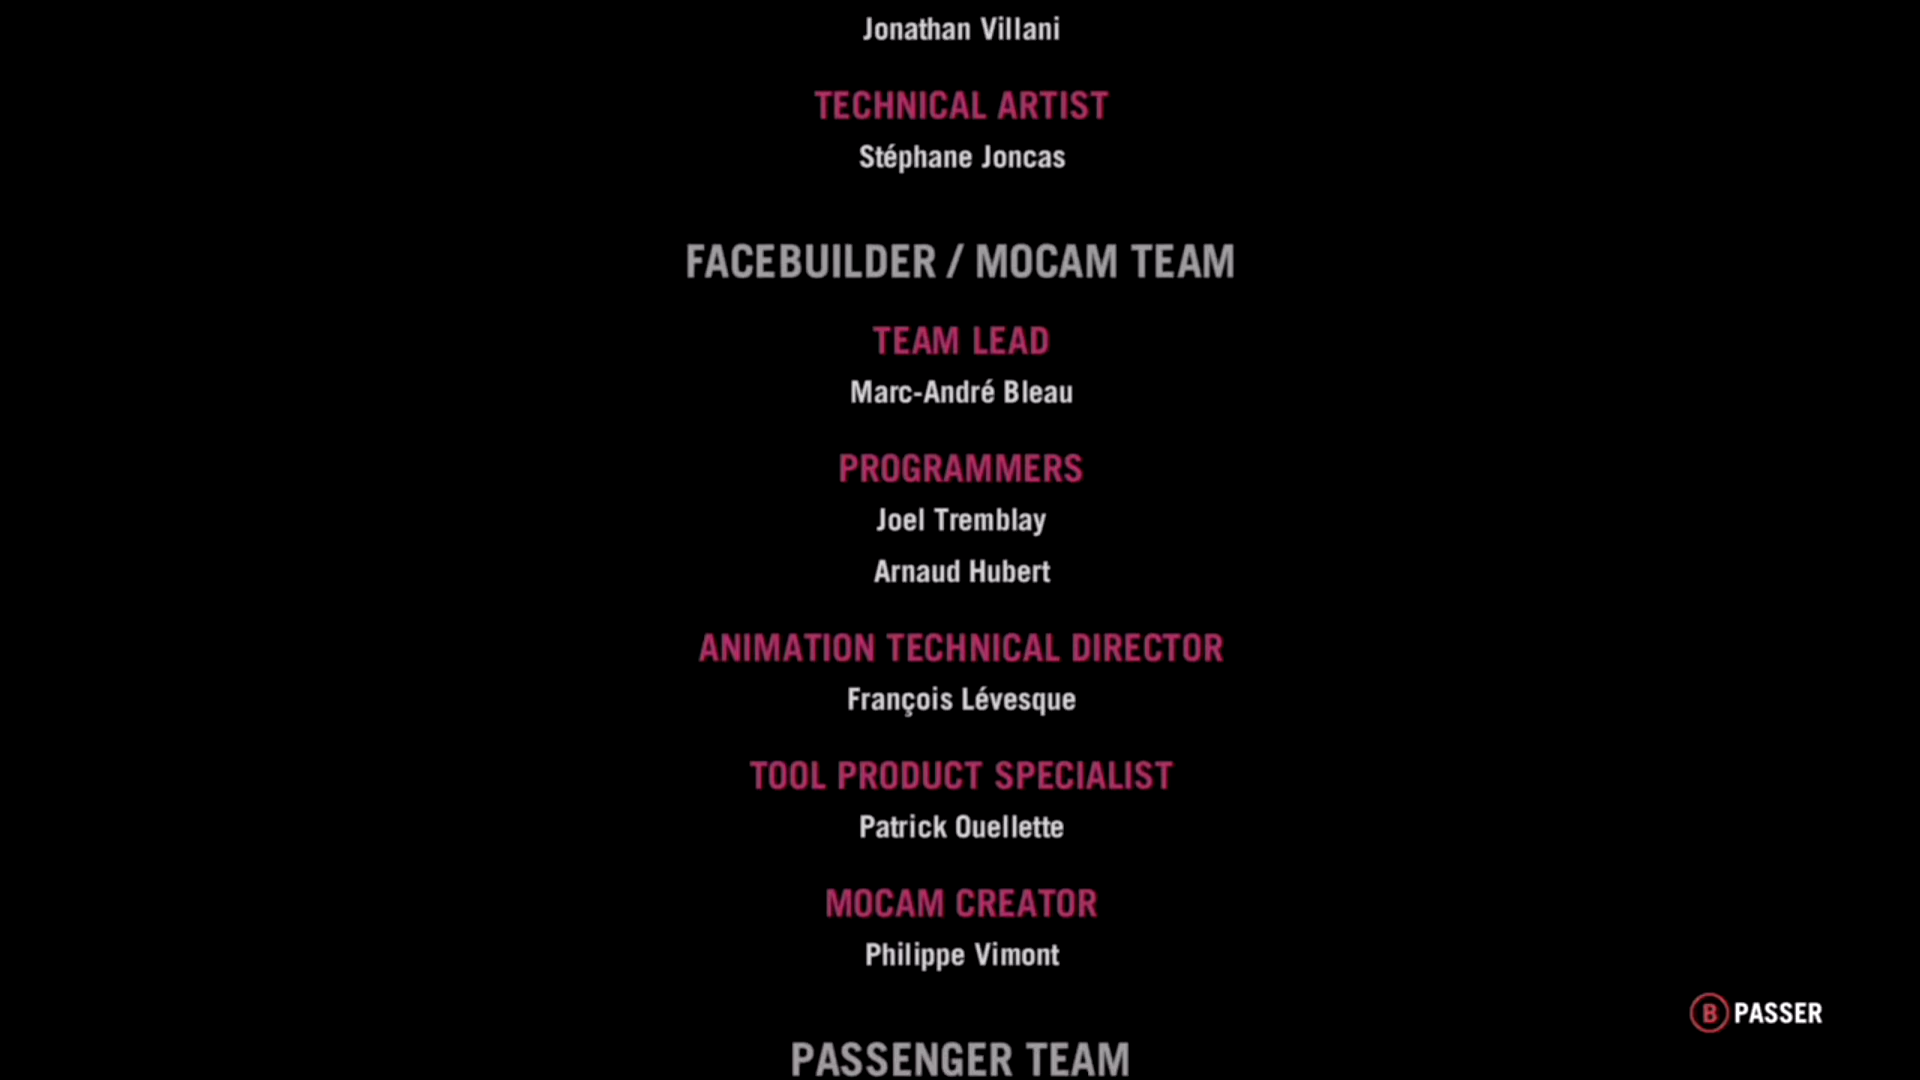 Jonathan Villani
TECHNICAL ARTIST
Stéphane Joncas
FACEBUILDER / MOCAM TEAM
TEAM LEAD
Marc-André Bleau
PROGRAMMERS
Joel Tremblay
Arnaud Hubert
ANIMATION TECHNICAL DIRECTOR
François Lévesque
TOOL PRODUCT SPECIALIST
Patrick Ouellette
MOCAM CREATOR
Philippe Vimont
B PASSER
PASSENGER TEAM